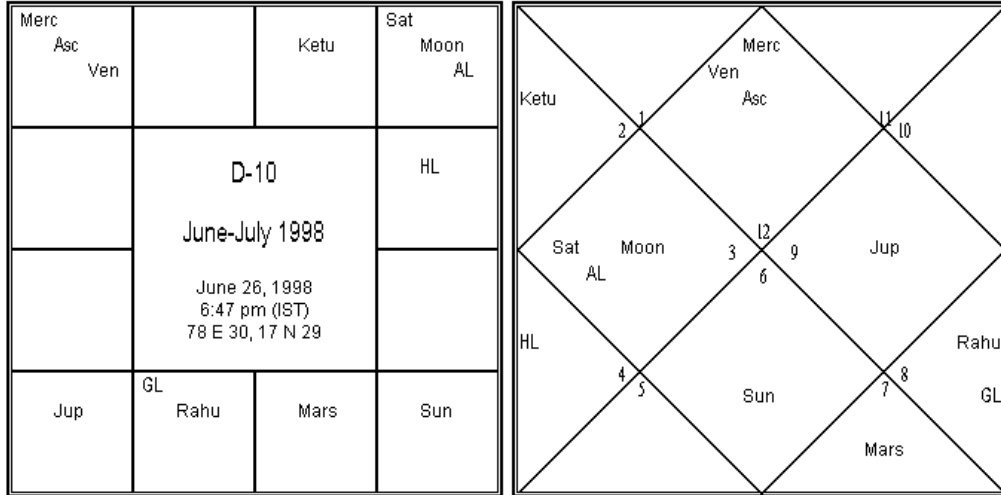 Merc
Asc
Ven
Ketu
Sat
Moon
AL
HL
D-10
June-July 1998
June 26, 1998
6:47 pm (IST)
78 E 30, 17 N 29
Jup
GL
Rahu
Mars
Sun
Merc
Ven
Asc
Ketu
1
2
11
10
12
3
9
6
Sat Moon
AL
Jup
HL
Rahu
GL
4
5
8
7
Sun
Mars